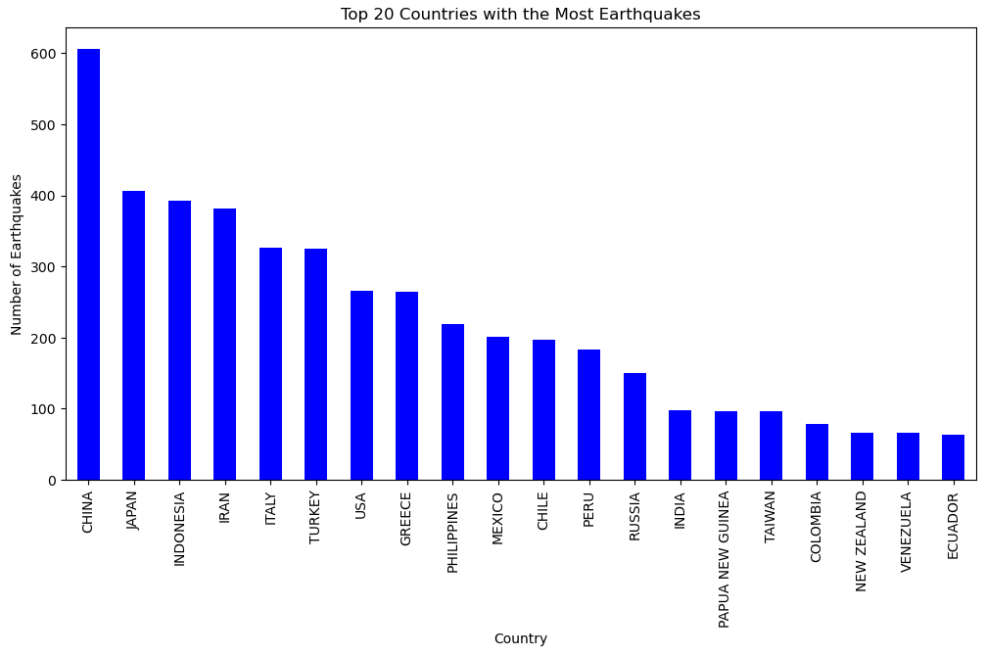 Top 20 Countries with the Most Earthquakes
Number of Earthquakes
600
500
400
300
200
100
0
CHINA
JAPAN
INDONESIA
IRAN
ITALY
TURKEY
USA
GREECE
PHILIPPINES
MEXICO
CHILE
PERU
RUSSIA
INDIA
PAPUA NEW GUINEA
TAIWAN
COLOMBIA
NEW ZEALAND
VENEZUELA
ECUADOR
Country